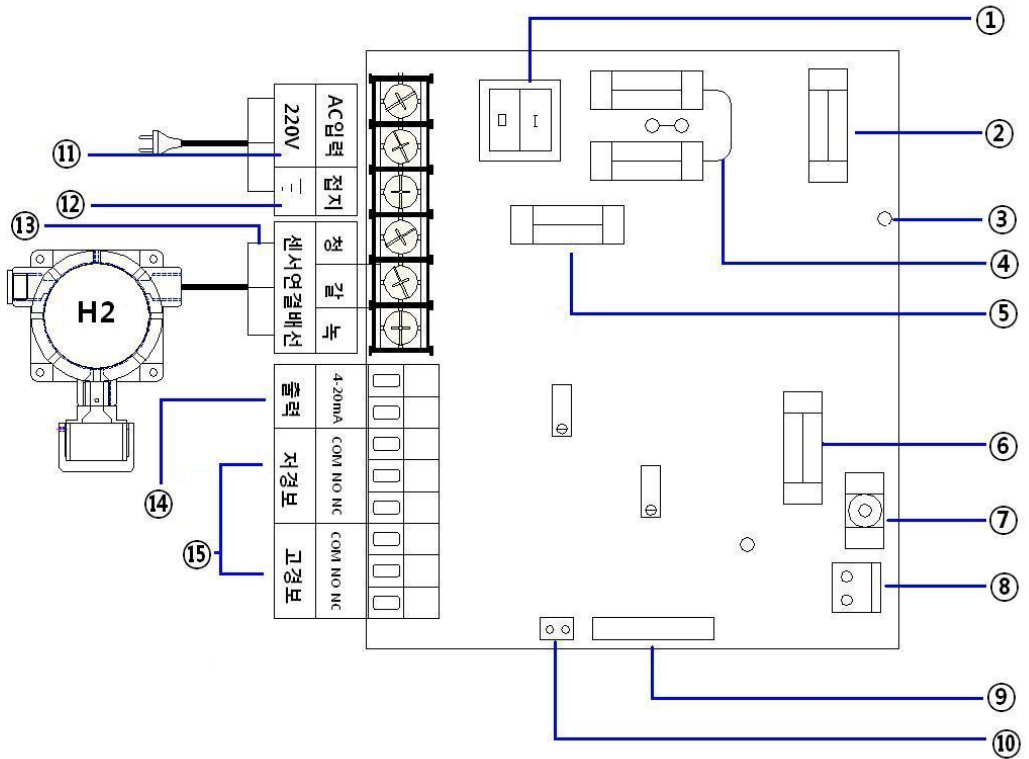 ①
②
③
④
⑤
⑥
⑦
⑧
⑨
⑩
⑪
⑫
⑬
⑭
⑮
220V
AC입력
접지
센서연결배선
청
갈
녹
H2
출력
4-20mA
저경보
COM NO NC
고경보
COM NO NC
I